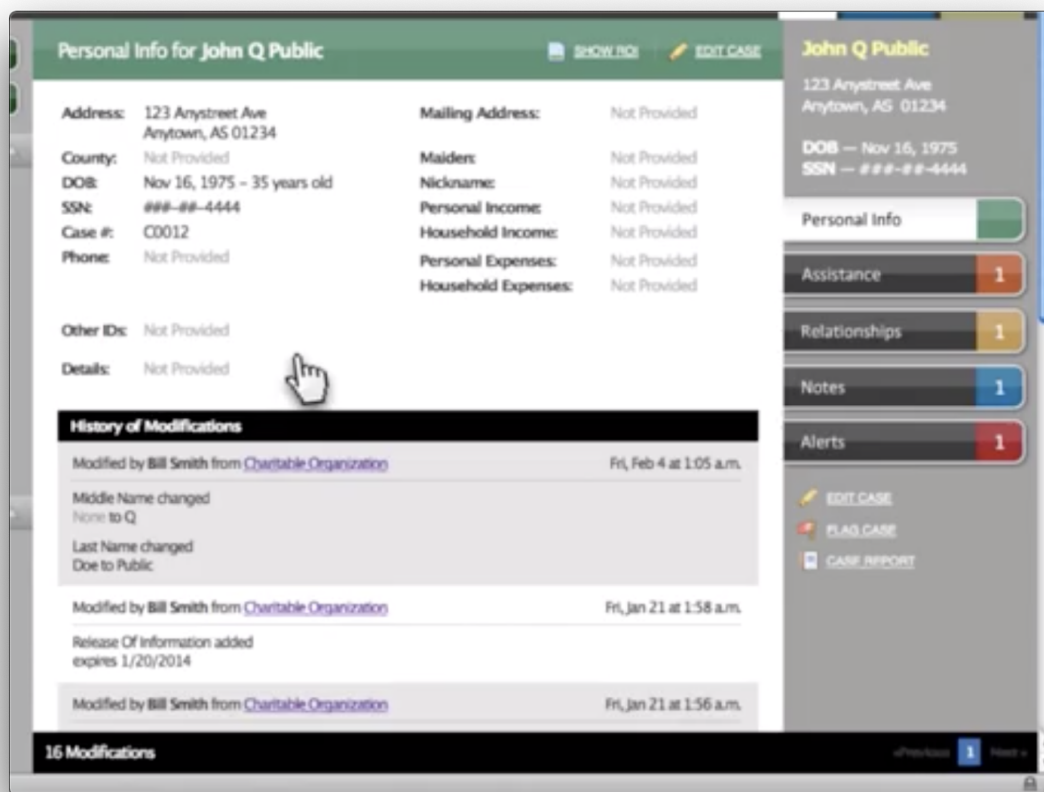 Personal Info for John Q Public
SHOW ROI
EDIT CASE
Address: 123 Anystreet Ave
Anytown, AS 01234
County: Not Provided
DOB: Nov 16, 1975 – 35 years old
SSN: ###-##-4444
Case #: C0012
Phone: Not Provided
Mailing Address: Not Provided
Maiden: Not Provided
Nickname: Not Provided
Personal Income: Not Provided
Household Income: Not Provided
Personal Expenses: Not Provided
Household Expenses: Not Provided
Other IDs: Not Provided
Details: Not Provided
History of Modifications
Modified by Bill Smith from Charitable Organization Fri, Feb 4 at 1:05 a.m.
Middle Name changed
None to Q
Last Name changed
Doe to Public
Modified by Bill Smith from Charitable Organization Fri, Jan 21 at 1:58 a.m.
Release Of Information added
expires 1/20/2014
Modified by Bill Smith from Charitable Organization Fri, Jan 21 at 1:56 a.m.
16 Modifications
«Previous 1 Next »
John Q Public
123 Anystreet Ave
Anytown, AS 01234
DOB — Nov 16, 1975
SSN — ###-##-4444
Personal Info
Assistance 1
Relationships 1
Notes 1
Alerts 1
EDIT CASE
FLAG CASE
CASE REPORT